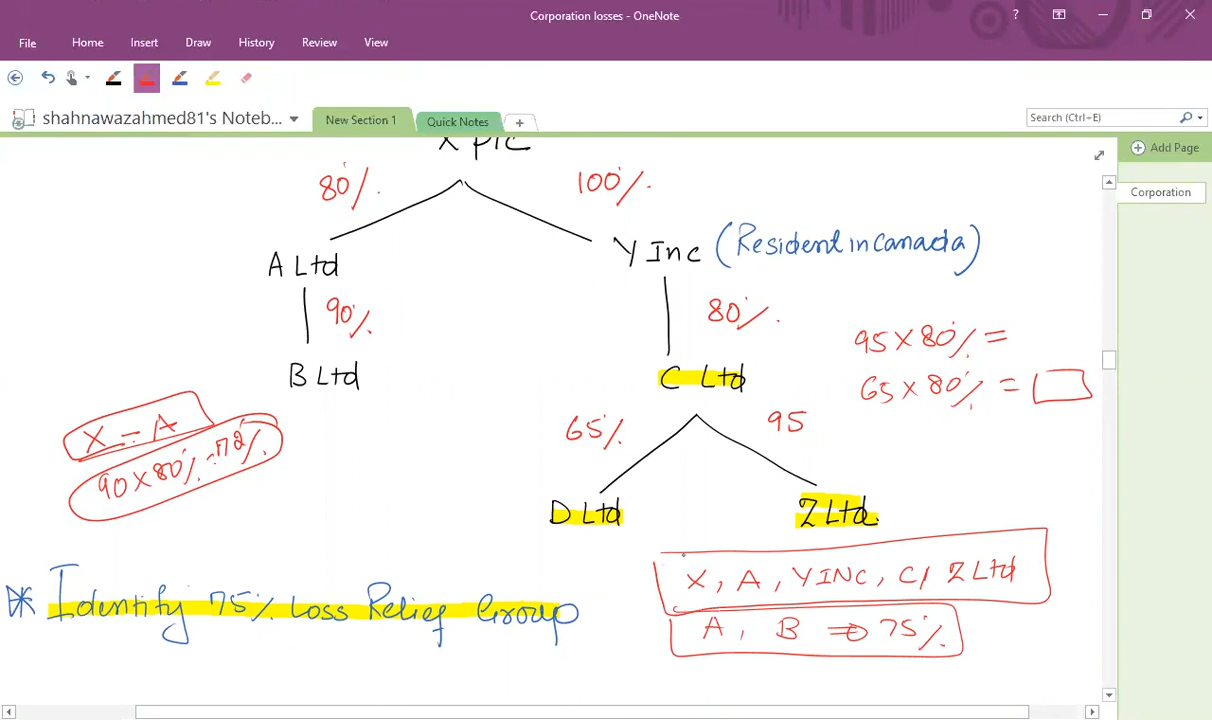 Corporation losses - OneNote
?
File Home Insert Draw History Review View
shahnawazahmed81's Noteb...
New Section 1
Quick Notes
+
Search (Ctrl+E)
Add Page
Corporation
X plc
80%
100%
A Ltd
Y Inc (Resident in Canada)
90%
80%
B Ltd
C Ltd
95 x 80% =
65 x 80% =
X - A
90 x 80% = 72%
65%
95
D Ltd
Z Ltd
X, A, YINC, C, Z Ltd
A, B => 75%
* Identify 75% Loss Relief Group